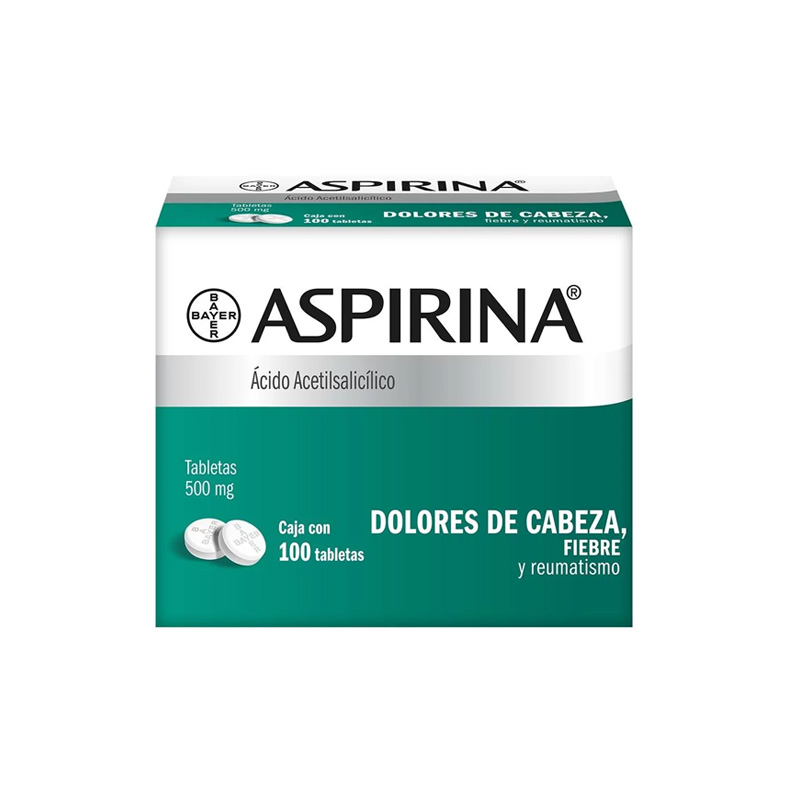 BAYER ASPIRINA®
Ácido Acetilsalicílico
Tabletas
500 mg
Caja con
100 tabletas
DOLORES DE CABEZA,
fiebre y reumatismo
BAYER
BAYER
ASPIRINA®
Ácido Acetilsalicílico
Tabletas
500 mg
BAYER
BAYER
Caja con
100 tabletas
DOLORES DE CABEZA,
FIEBRE
y reumatismo